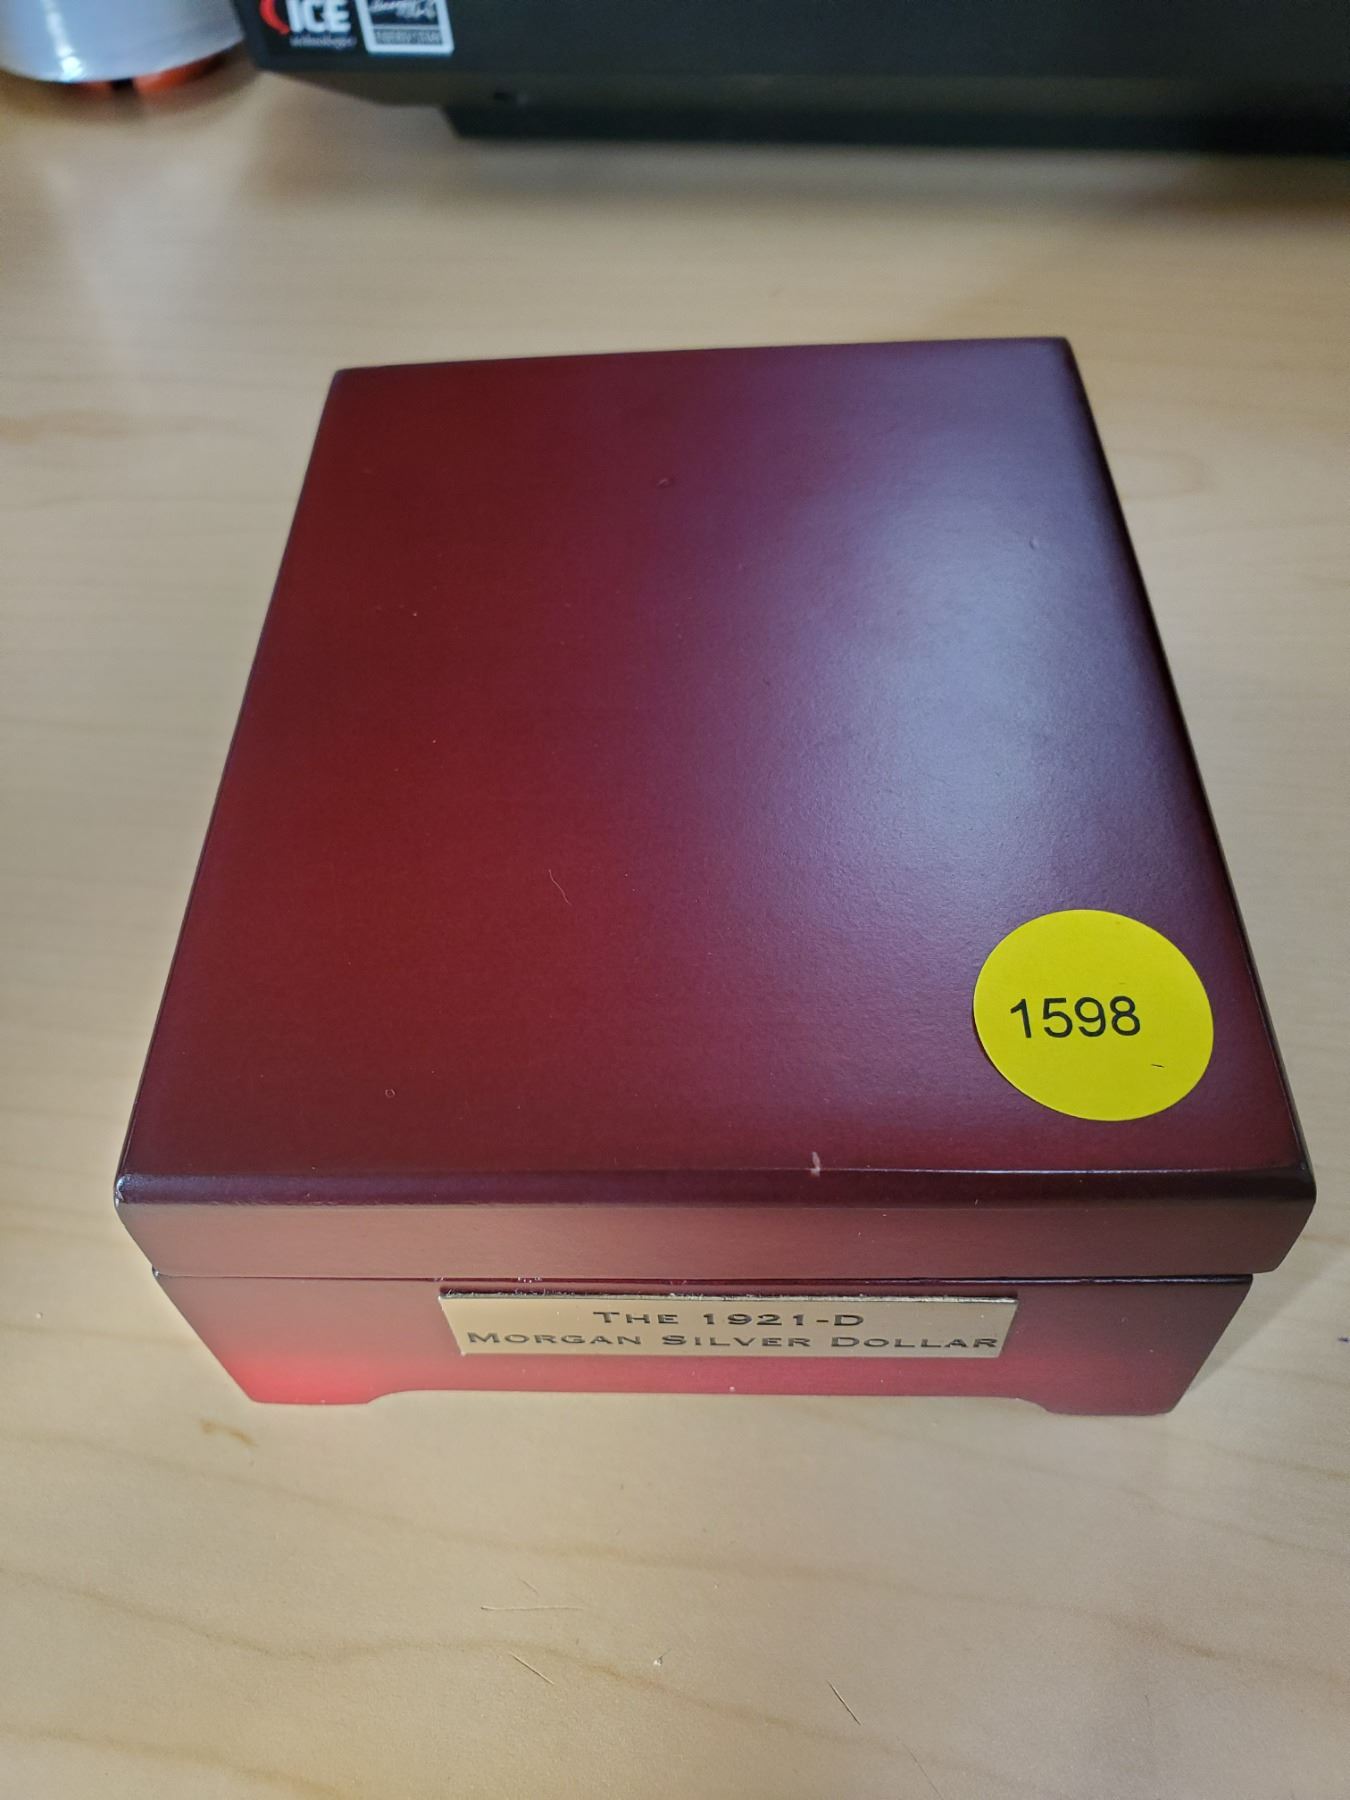 ICE
1598
THE 1921-D
MORGAN SILVER DOLLAR